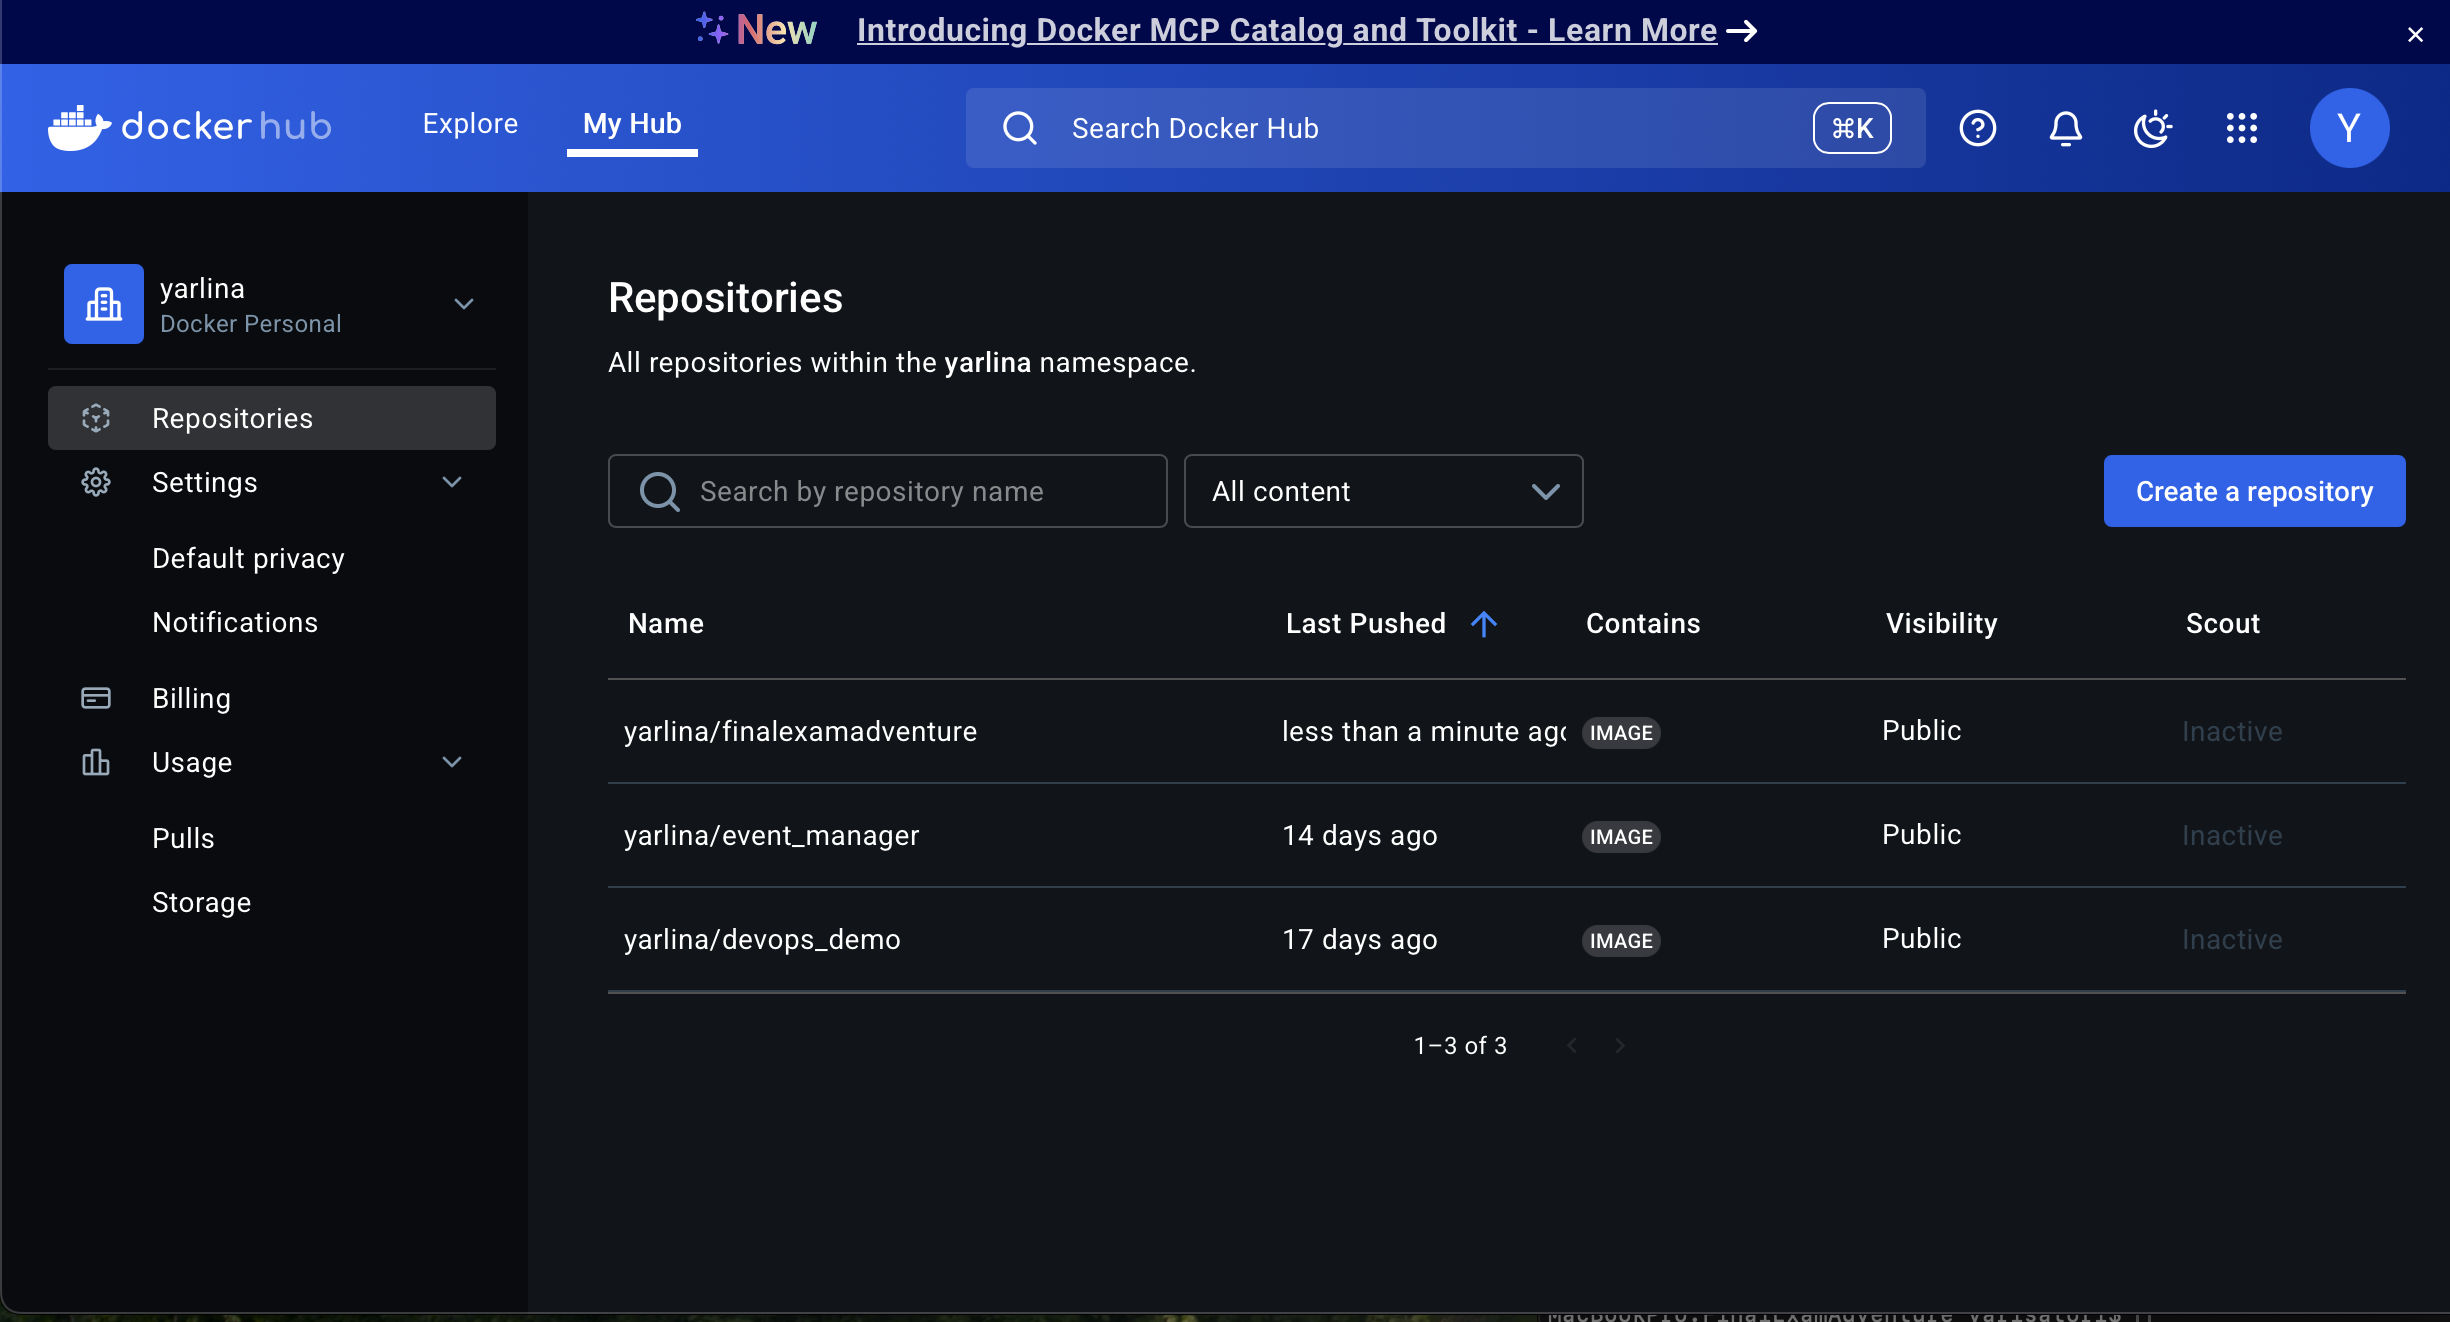 New Introducing Docker MCP Catalog and Toolkit - Learn More
docker hub Explore My Hub Search Docker Hub ⌘K Y
yarlina
Docker Personal
Repositories
Settings
Default privacy
Notifications
Billing
Usage
Pulls
Storage
Repositories
All repositories within the yarlina namespace.
Search by repository name All content Create a repository
Name Last Pushed Contains Visibility Scout
yarlina/finalexamadventure less than a minute ago IMAGE Public Inactive
yarlina/event_manager 14 days ago IMAGE Public Inactive
yarlina/devops_demo 17 days ago IMAGE Public Inactive
1–3 of 3